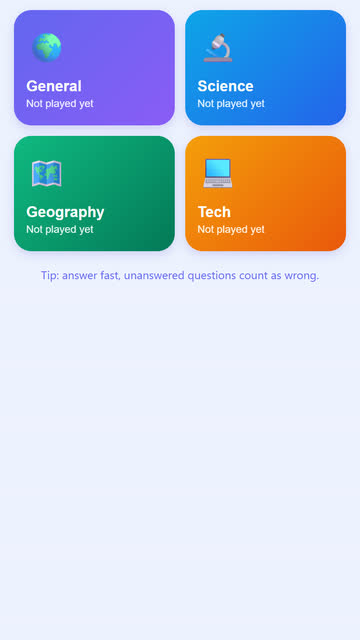 General
Not played yet
Science
Not played yet
Geography
Not played yet
Tech
Not played yet
Tip: answer fast, unanswered questions count as wrong.